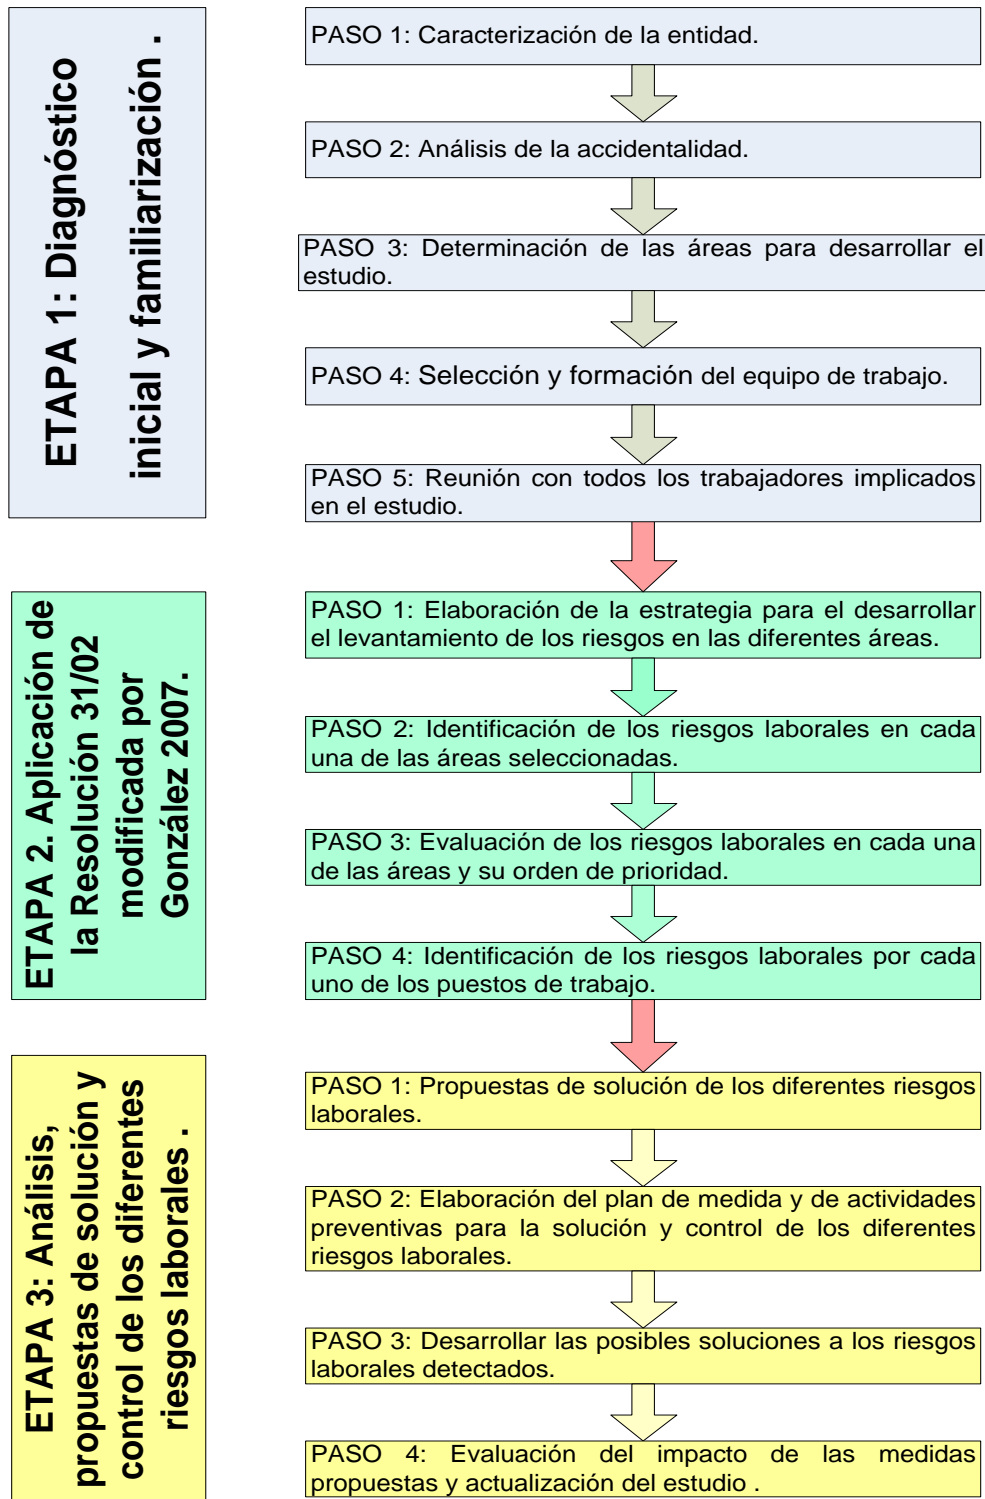 ETAPA 1: Diagnóstico
inicial y familiarización .
PASO 1: Caracterización de la entidad.
PASO 2: Análisis de la accidentalidad.
PASO 3: Determinación de las áreas para desarrollar el
estudio.
PASO 4: Selección y formación del equipo de trabajo.
PASO 5: Reunión con todos los trabajadores implicados
en el estudio.
ETAPA 2. Aplicación de
la Resolución 31/02
modificada por
González 2007.
PASO 1: Elaboración de la estrategia para el desarrollar
el levantamiento de los riesgos en las diferentes áreas.
PASO 2: Identificación de los riesgos laborales en cada
una de las áreas seleccionadas.
PASO 3: Evaluación de los riesgos laborales en cada una
de las áreas y su orden de prioridad.
PASO 4: Identificación de los riesgos laborales por cada
uno de los puestos de trabajo.
ETAPA 3: Análisis,
propuestas de solución y
control de los diferentes
riesgos laborales .
PASO 1: Propuestas de solución de los diferentes riesgos
laborales.
PASO 2: Elaboración del plan de medida y de actividades
preventivas para la solución y control de los diferentes
riesgos laborales.
PASO 3: Desarrollar las posibles soluciones a los riesgos
laborales detectados.
PASO 4: Evaluación del impacto de las medidas
propuestas y actualización del estudio .